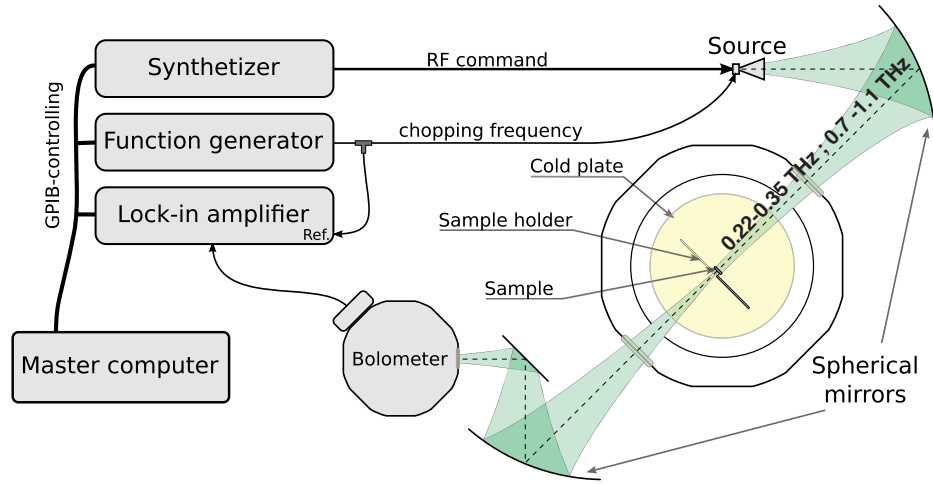 Synthetizer
RF command
Source
GPIB-controlling
Function generator
chopping frequency
Lock-in amplifier
Ref.
Cold plate
Sample holder
Sample
0.22-0.35 THz ; 0.7 -1.1 THz
Master computer
Bolometer
Spherical
mirrors